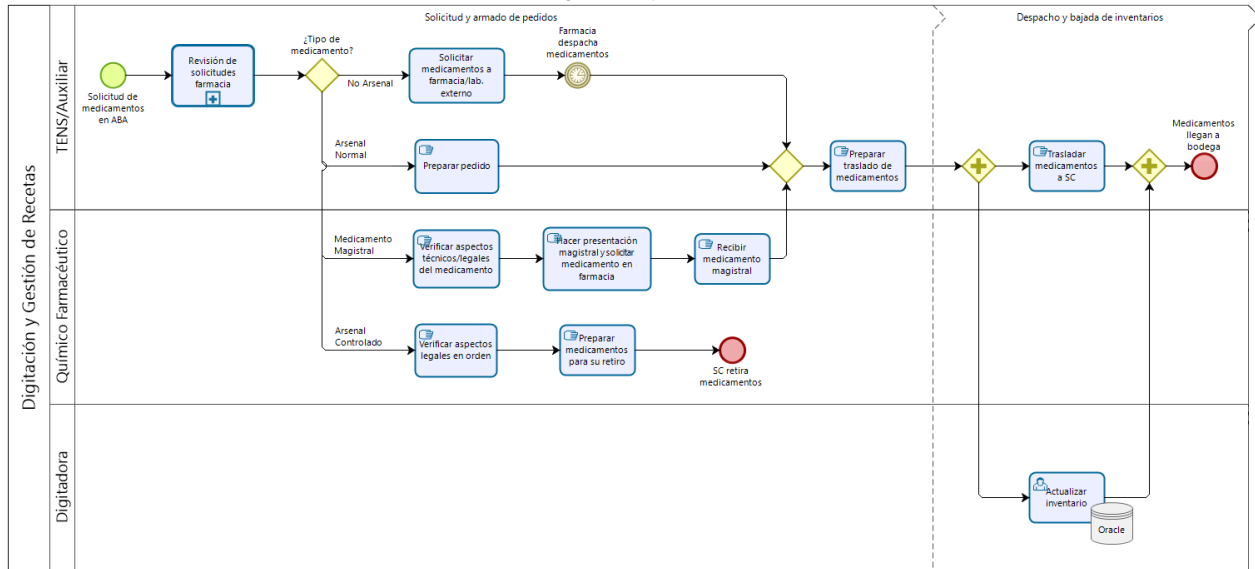 Solicitud y armado de pedidos
Despacho y bajada de inventarios
Digitación y Gestión de Recetas
TENS/Auxiliar
Solicitud de
medicamentos
en ABA
Revisión de
solicitudes
farmacia
¿Tipo de
medicamento?
No Arsenal
Solicitar
medicamentos a
farmacia/lab.
externo
Farmacia
despacha
medicamentos
Arsenal
Normal
Preparar pedido
Preparar
traslado de
medicamentos
Trasladar
medicamentos
a SC
Medicamentos
llegan a
bodega
Químico Farmacéutico
Medicamento
Magistral
Verificar aspectos
técnicos/legales
del medicamento
Hacer presentación
magistral y solicitar
medicamento en
farmacia
Recibir
medicamento
magistral
Arsenal
Controlado
Verificar aspectos
legales en orden
Preparar
medicamentos
para su retiro
SC retira
medicamentos
Digitadora
Actualizar
inventario
Oracle